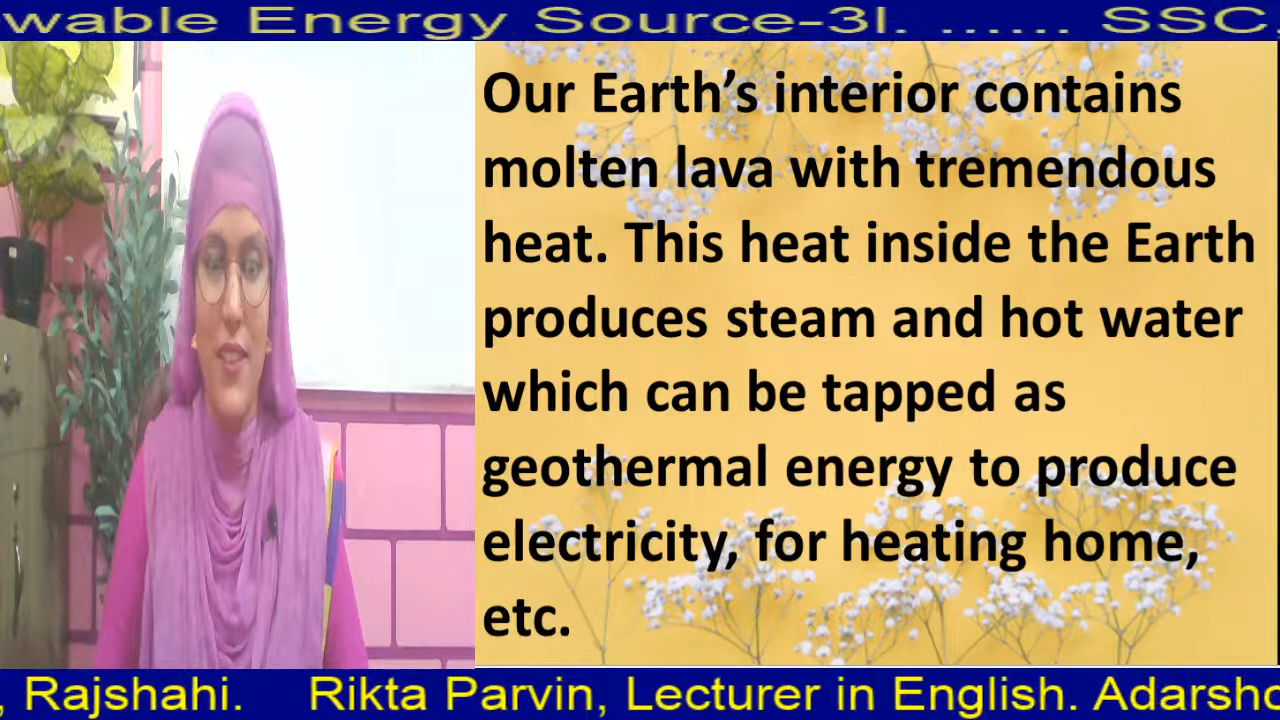 wable Energy Source-3l. ...... SSC
Our Earth’s interior contains
molten lava with tremendous
heat. This heat inside the Earth
produces steam and hot water
which can be tapped as
geothermal energy to produce
electricity, for heating home,
etc.
, Rajshahi. Rikta Parvin, Lecturer in English. Adarsho